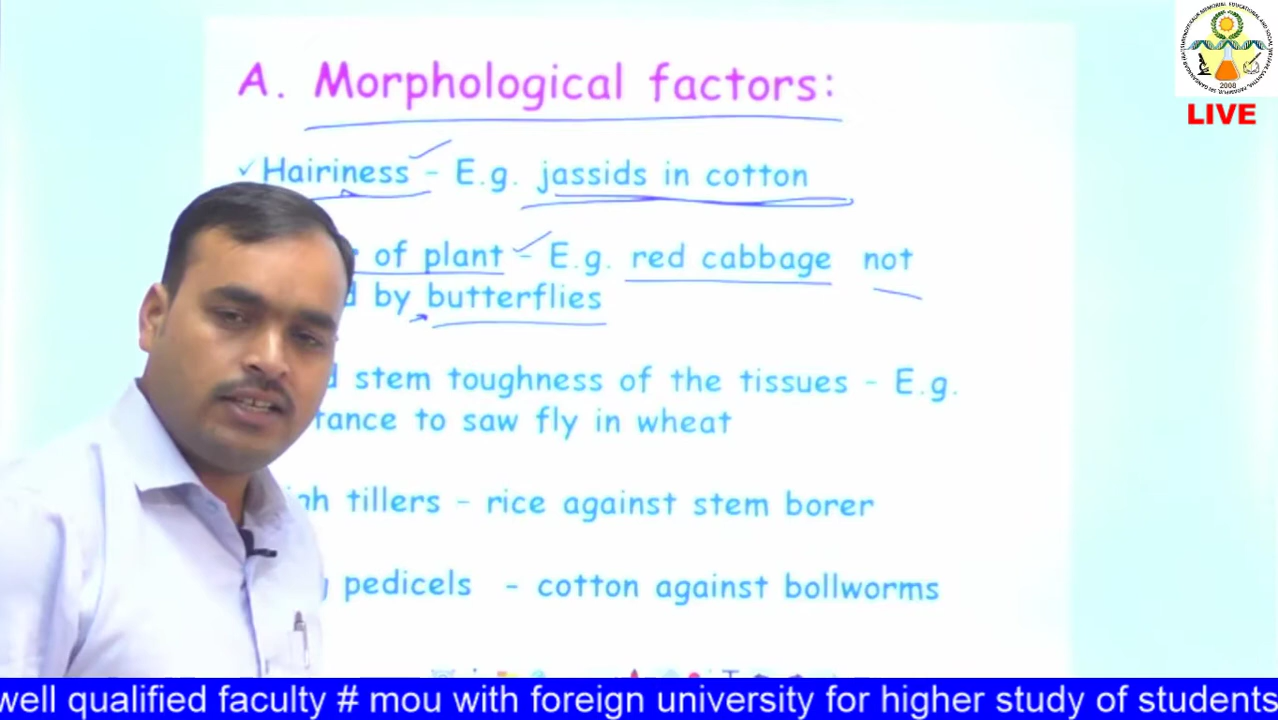 A. Morphological factors:
LIVE
2008
✓ Hairiness - E.g. jassids in cotton
of plant - E.g. red cabbage not
by butterflies
stem toughness of the tissues - E.g.
to saw fly in wheat
tillers - rice against stem borer
pedicels - cotton against bollworms
well qualified faculty # mou with foreign university for higher study of students